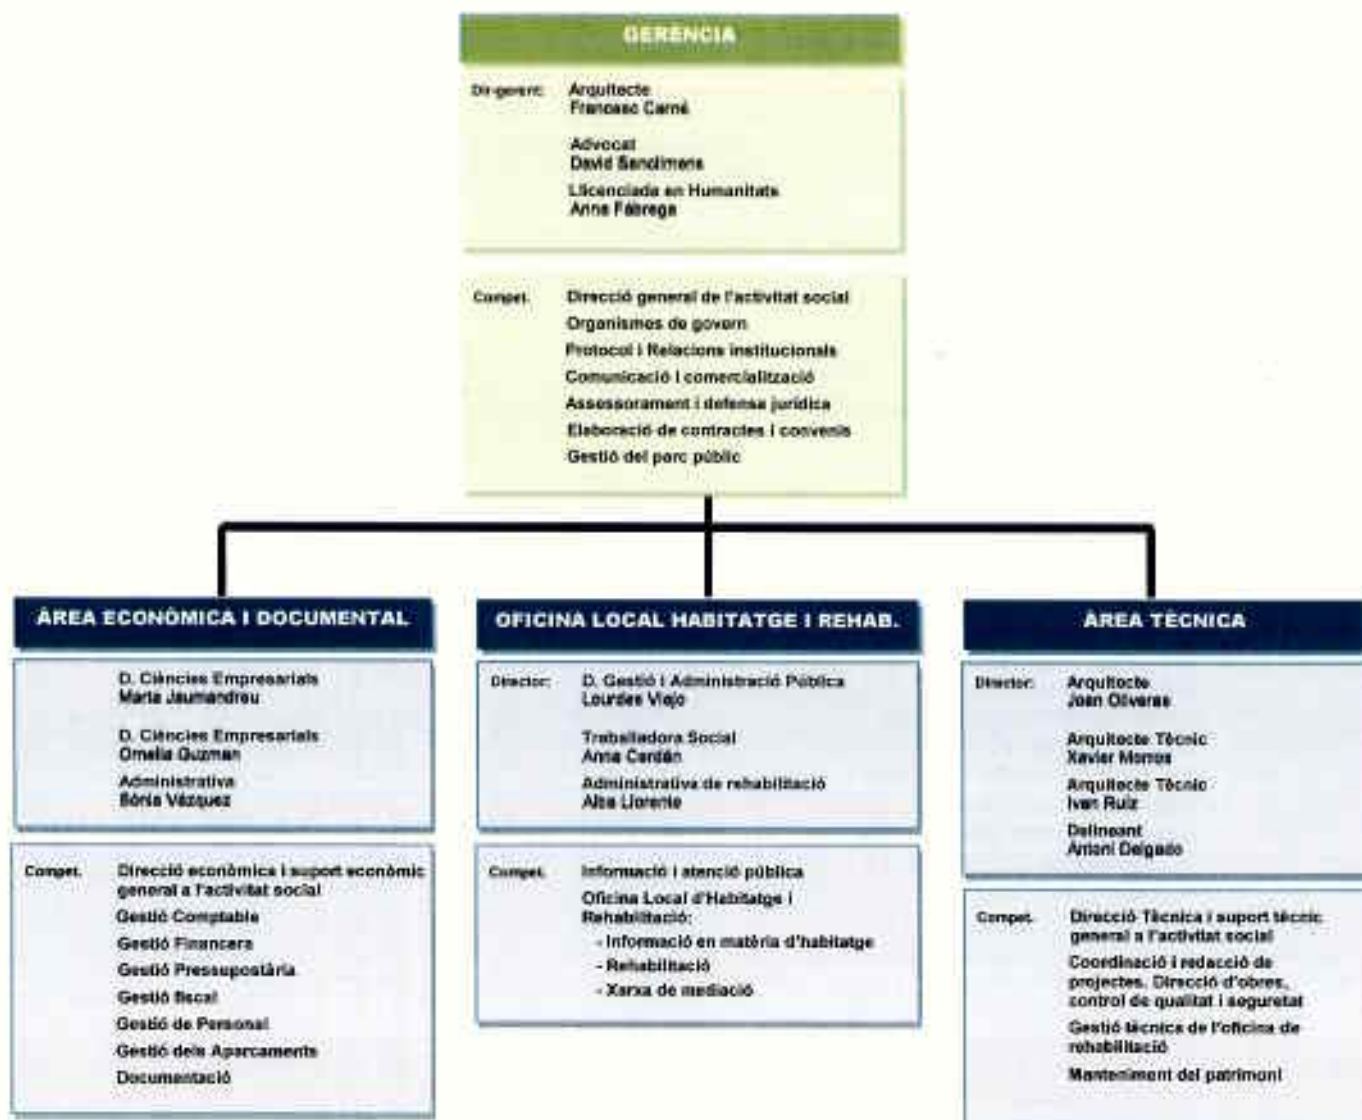 GERÈNCIA
Dir-gerent: Arquitecte
Francesc Carné
Advocat
David Sanclimens
Llicenciada en Humanitats
Anna Fàbrega
Compet. Direcció general de l'activitat social
Organismes de govern
Protocol i Relacions institucionals
Comunicació i comercialització
Assessorament i defensa jurídica
Elaboració de contractes i convenis
Gestió del parc públic
ÀREA ECONÒMICA I DOCUMENTAL
D. Ciències Empresarials
Marta Jaumandreu
D. Ciències Empresarials
Ornella Guzman
Administrativa
Sònia Vázquez
Compet. Direcció econòmica i suport econòmic
general a l'activitat social
Gestió Comptable
Gestió Financera
Gestió Pressupostària
Gestió fiscal
Gestió de Personal
Gestió dels Aparcaments
Documentació
OFICINA LOCAL HABITATGE I REHAB.
Director: D. Gestió i Administració Pública
Lourdes Viejo
Treballadora Social
Anna Cerdán
Administrativa de rehabilitació
Alba Llorente
Compet. Informació i atenció pública
Oficina Local d'Habitatge i
Rehabilitació:
- Informació en matèria d'habitatge
- Rehabilitació
- Xarxa de mediació
ÀREA TÈCNICA
Director: Arquitecte
Joan Oliveras
Arquitecte Tècnic
Xavier Morros
Arquitecte Tècnic
Ivan Ruiz
Delineant
Antoni Delgado
Compet. Direcció Tècnica i suport tècnic
general a l'activitat social
Coordinació i redacció de
projectes. Direcció d'obres,
control de qualitat i seguretat
Gestió tècnica de l'oficina de
rehabilitació
Manteniment del patrimoni